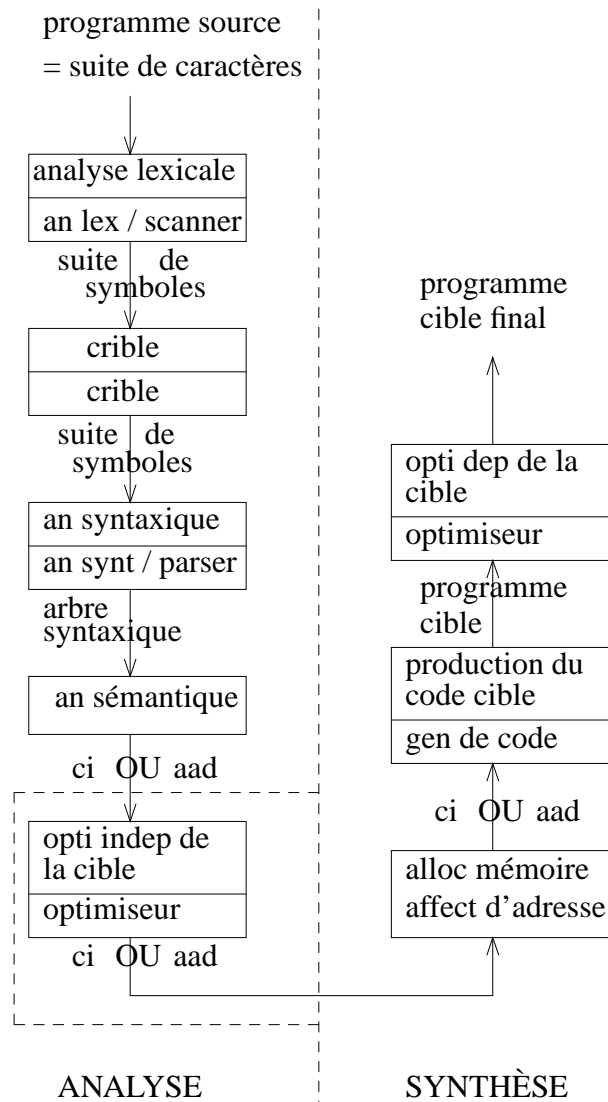 programme source
= suite de caractères
analyse lexicale
an lex / scanner
suite de
symboles
crible
crible
suite de
symboles
an syntaxique
an synt / parser
arbre
syntaxique
an sémantique
ci OU aad
opti indep de
la cible
optimiseur
ci OU aad
ANALYSE
programme
cible final
opti dep de la
cible
optimiseur
programme
cible
production du
code cible
gen de code
ci OU aad
alloc mémoire
affect d'adresse
SYNTHÈSE